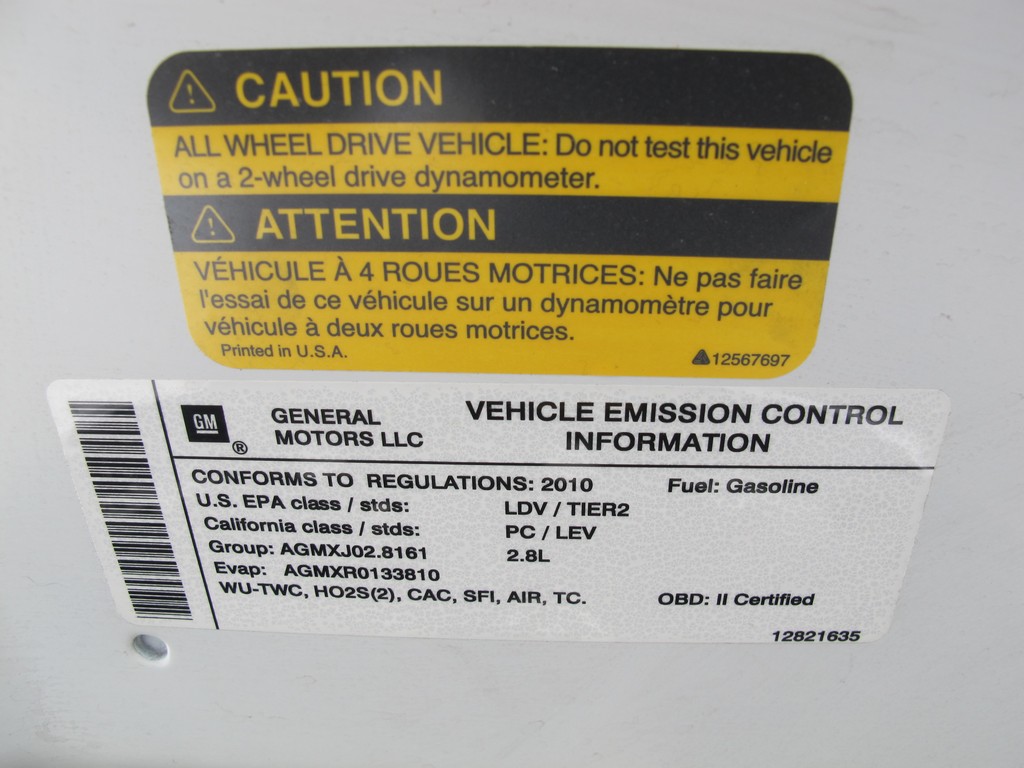 CAUTION
ALL WHEEL DRIVE VEHICLE: Do not test this vehicle
on a 2-wheel drive dynamometer.
ATTENTION
VÉHICULE À 4 ROUES MOTRICES: Ne pas faire
l'essai de ce véhicule sur un dynamomètre pour
véhicule à deux roues motrices.
Printed in U.S.A. 12567697
GM ® GENERAL MOTORS LLC
VEHICLE EMISSION CONTROL
INFORMATION
CONFORMS TO REGULATIONS: 2010 Fuel: Gasoline
U.S. EPA class / stds: LDV / TIER2
California class / stds: PC / LEV
Group: AGMXJ02.8161 2.8L
Evap: AGMXR0133810
WU-TWC, HO2S(2), CAC, SFI, AIR, TC. OBD: II Certified
12821635